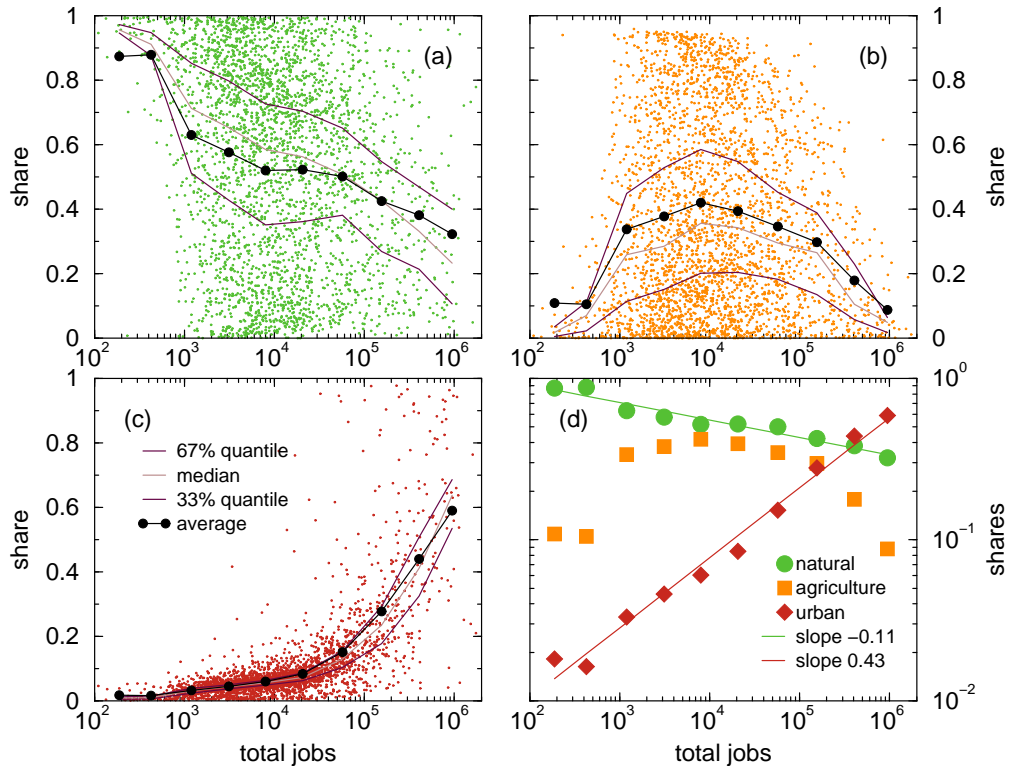 (a)
1
0.8
0.6
0.4
0.2
0
share
10^2 10^3 10^4 10^5 10^6
(b)
1
0.8
0.6
0.4
0.2
0
share
10^2 10^3 10^4 10^5 10^6
(c)
1
0.8
0.6
0.4
0.2
0
share
67% quantile
median
33% quantile
average
10^2 10^3 10^4 10^5 10^6
total jobs
(d)
10^0
10^-1
10^-2
shares
natural
agriculture
urban
slope −0.11
slope 0.43
10^2 10^3 10^4 10^5 10^6
total jobs